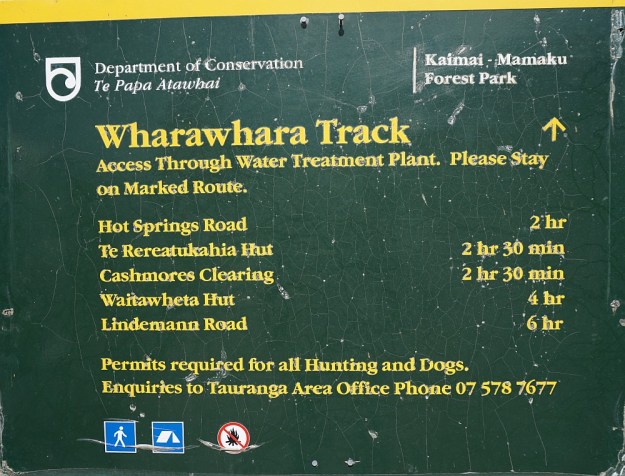 Department of Conservation
Te Papa Atawhai
Kaimai - Mamaku
Forest Park
Wharawhara Track
Access Through Water Treatment Plant. Please Stay
on Marked Route.
Hot Springs Road 2 hr
Te Rereatukahia Hut 2 hr 30 min
Cashmores Clearing 2 hr 30 min
Waitawheta Hut 4 hr
Lindemann Road 6 hr
Permits required for all Hunting and Dogs.
Enquiries to Tauranga Area Office Phone 07 578 7677